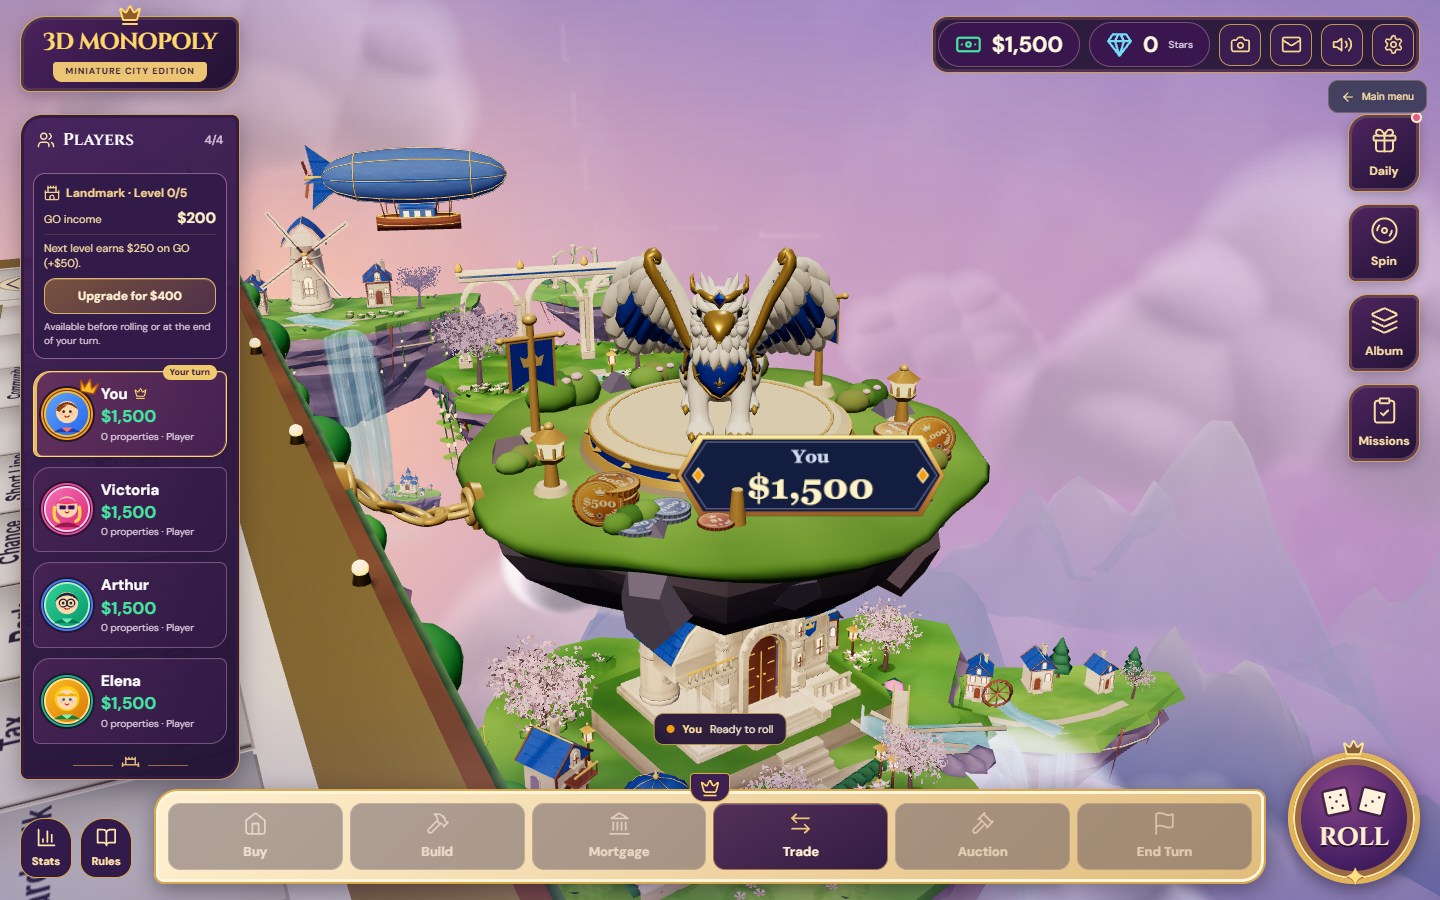 3D MONOPOLY
MINIATURE CITY EDITION
$1,500
0 Stars
Main menu
PLAYERS
4/4
Landmark · Level 0/5
GO income
$200
Next level earns $250 on GO
(+$50).
Upgrade for $400
Available before rolling or at the end
of your turn.
Your turn
You
$1,500
0 properties · Player
Victoria
$1,500
0 properties · Player
Arthur
$1,500
0 properties · Player
Elena
$1,500
0 properties · Player
Daily
Spin
Album
Missions
You
$1,500
$500
Chance
Tax
You Ready to roll
Stats
Rules
Buy
Build
Mortgage
Trade
Auction
End Turn
ROLL